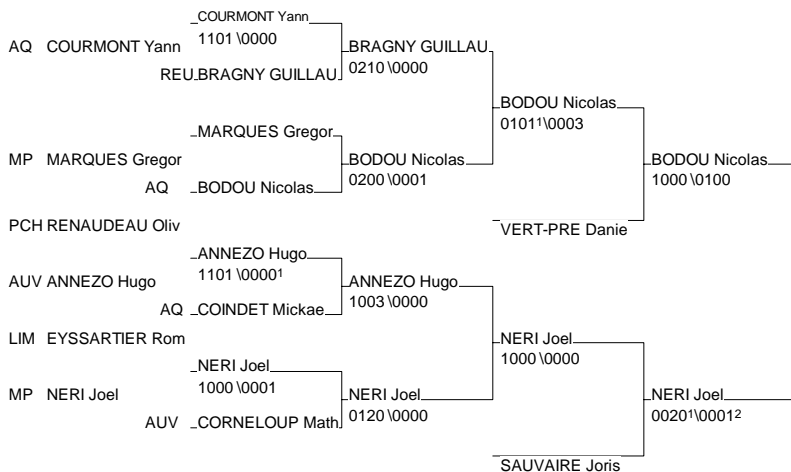 COURMONT Yann
AQ COURMONT Yann 1101 \0000 BRAGNY GUILLAU
REU BRAGNY GUILLAU 0210 \0000
BODOU Nicolas
0101¹\0003
MARQUES Gregor
MP MARQUES Gregor BODOU Nicolas BODOU Nicolas
AQ BODOU Nicolas 0200 \0001 1000 \0100
PCH RENAUDEAU Oliv VERT-PRE Danie
ANNEZO Hugo
AUV ANNEZO Hugo 1101 \0000¹ ANNEZO Hugo
AQ COINDET Mickae 1003 \0000
LIM EYSSARTIER Rom NERI Joel
1000 \0000
NERI Joel
MP NERI Joel 1000 \0001 NERI Joel NERI Joel
AUV CORNELOUP Math 0120 \0000 0020¹\0001²
SAUVAIRE Joris